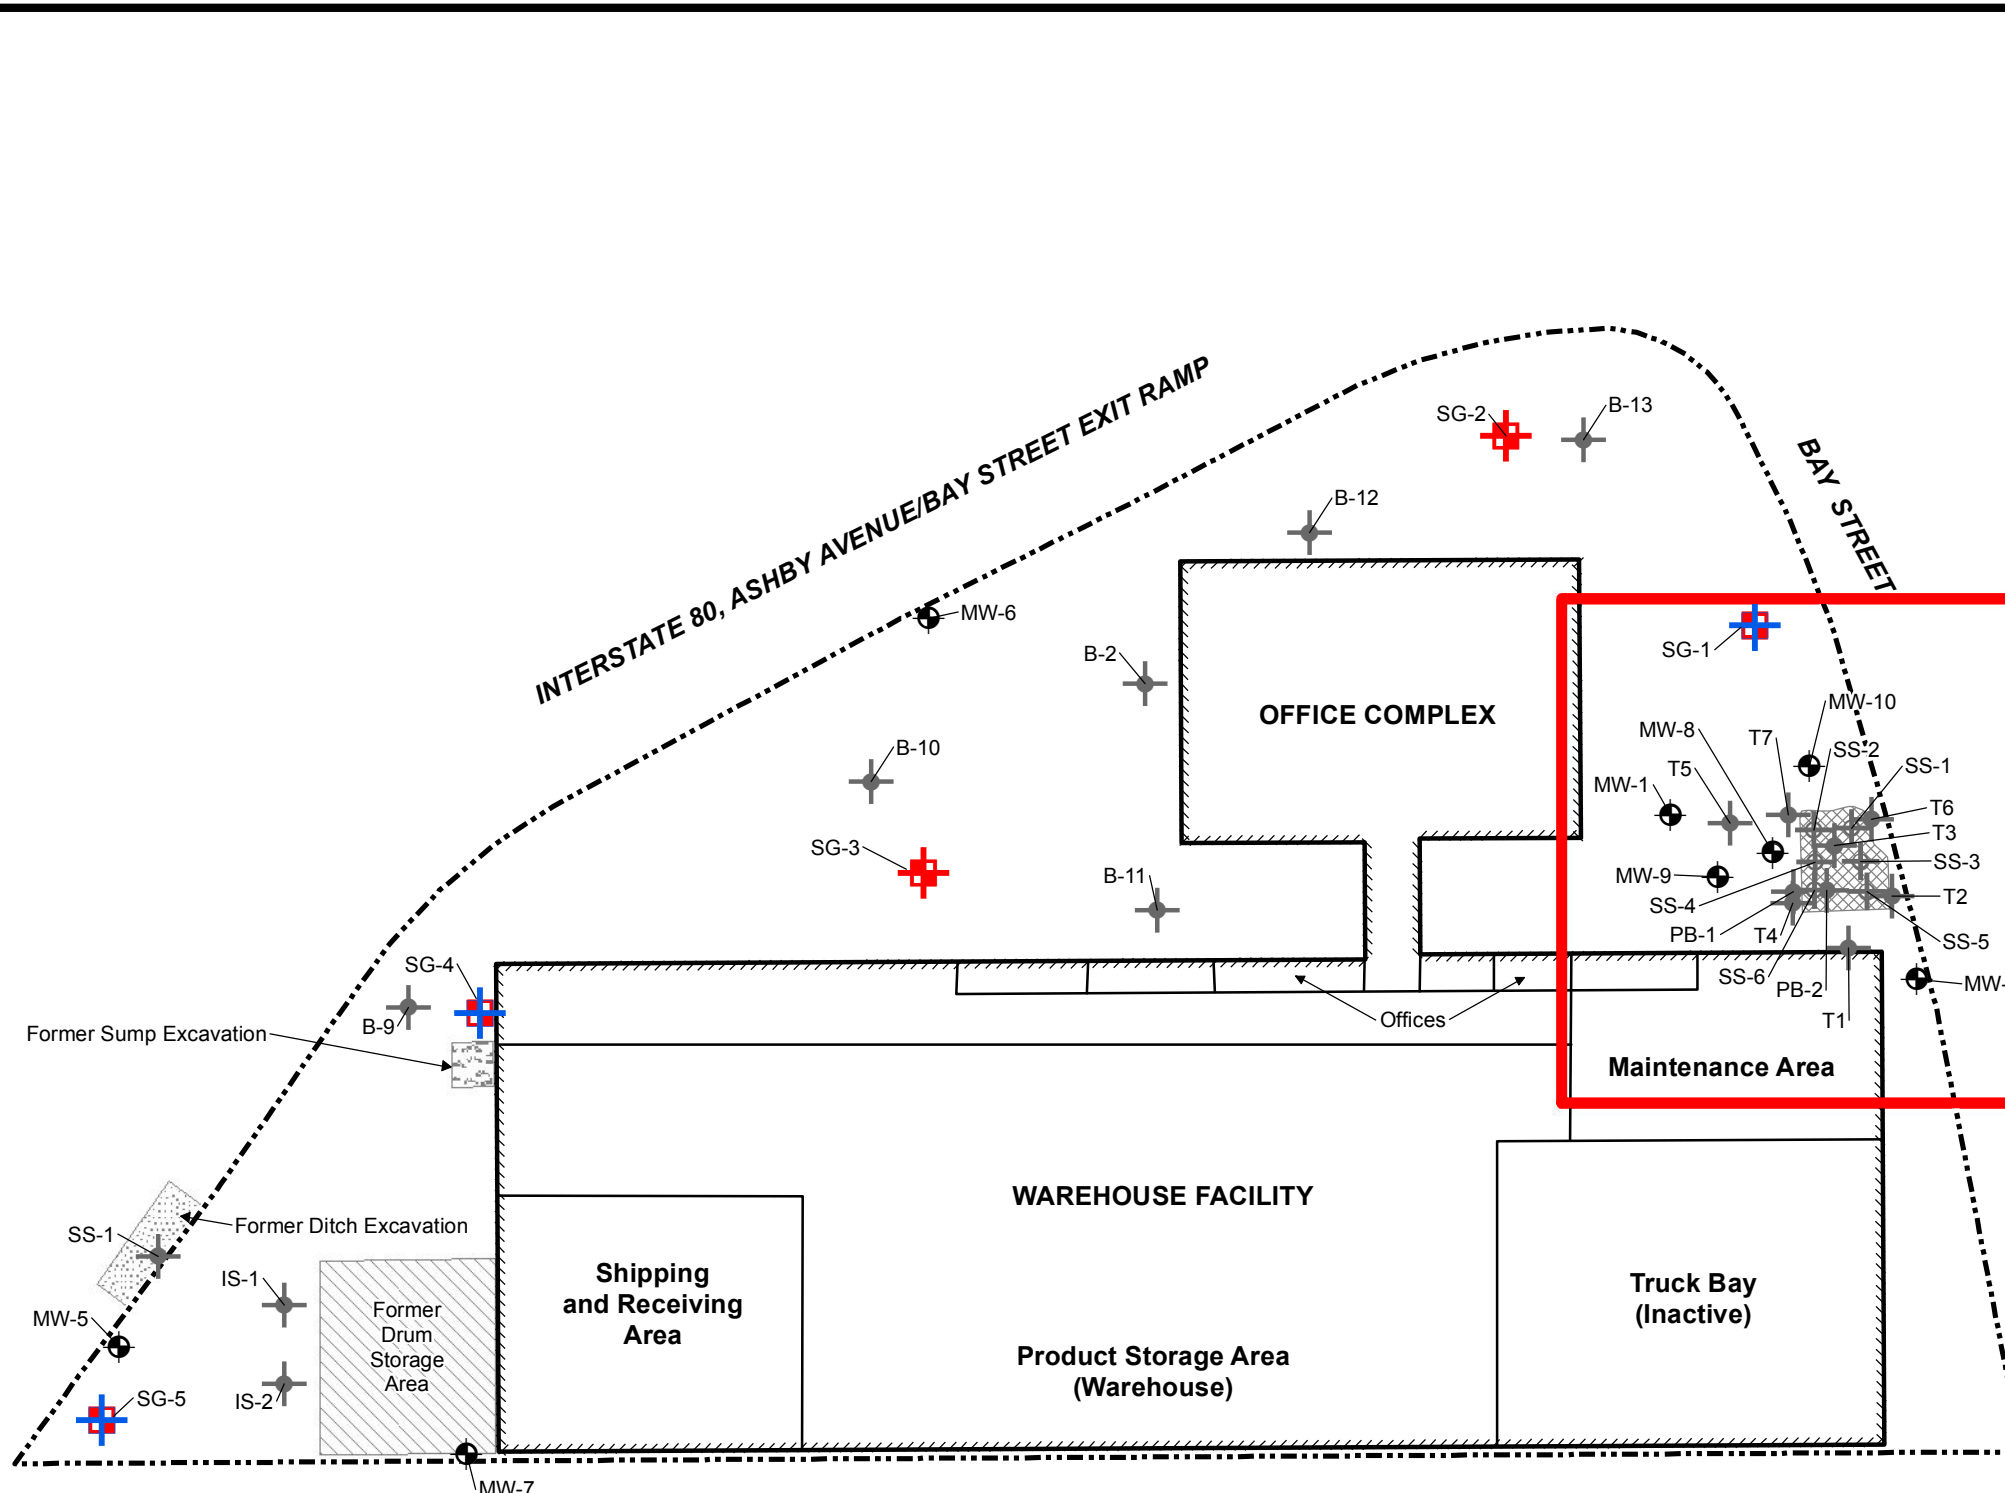 INTERSTATE 80, ASHBY AVENUE/BAY STREET EXIT RAMP
BAY STREET
SG-2
B-13
B-12
MW-6
B-2
SG-1
OFFICE COMPLEX
MW-10
MW-8
T7
SS-2
B-10
T5
SS-1
MW-1
T6
T3
SG-3
SS-3
B-11
MW-9
T2
SS-4
PB-1
T4
SS-5
SG-4
SS-6
PB-2
MW-
B-9
Offices
T1
Former Sump Excavation
Maintenance Area
WAREHOUSE FACILITY
Former Ditch Excavation
SS-1
IS-1
Shipping
and Receiving
Area
Truck Bay
(Inactive)
Former
Drum
Storage
Area
MW-5
Product Storage Area
(Warehouse)
SG-5
IS-2
MW-7